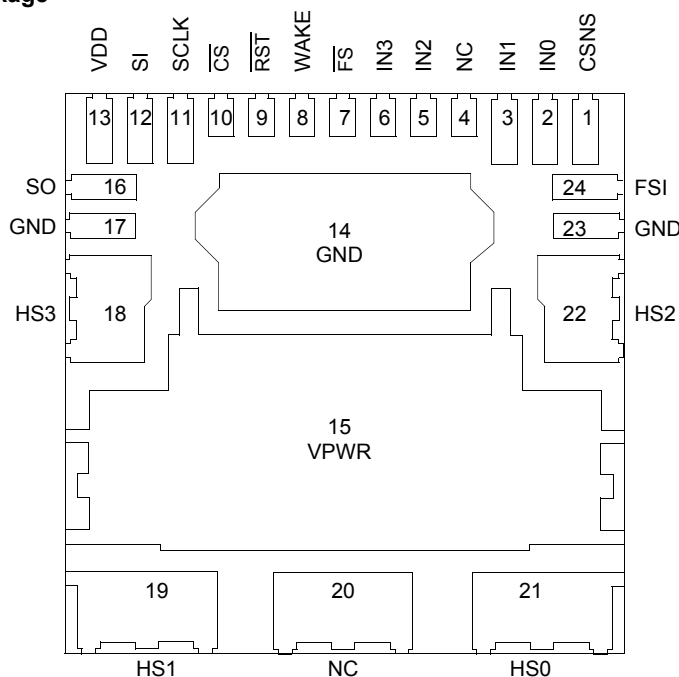 VDD SI SCLK CS RST WAKE FS IN3 IN2 NC IN1 IN0 CSNS
13 12 11 10 9 8 7 6 5 4 3 2 1
SO 16 24 FSI
GND 17 14 GND 23 GND
HS3 18 22 HS2
15
VPWR
19 20 21
HS1 NC HS0